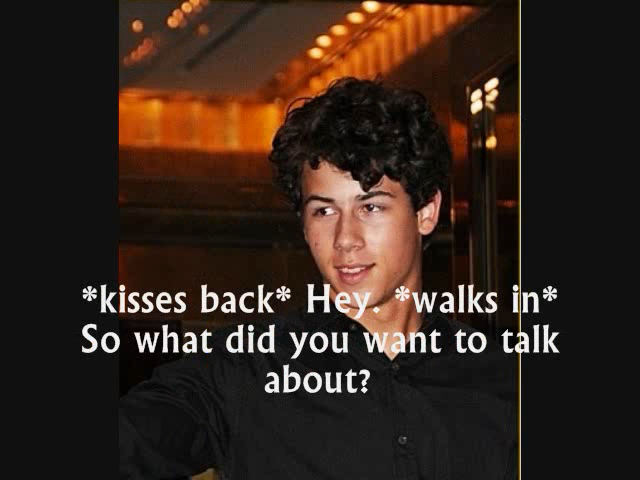 *kisses back* Hey. *walks in*
So what did you want to talk
about?